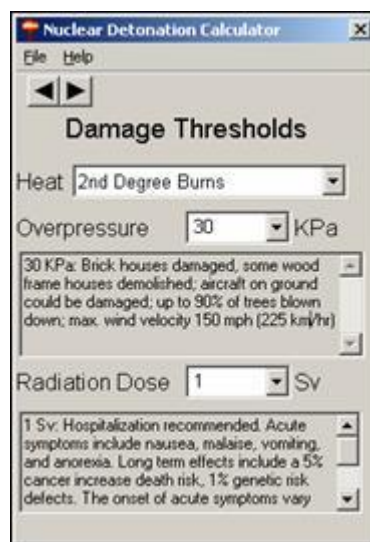 Nuclear Detonation Calculator
File Help
Damage Thresholds
Heat 2nd Degree Burns
Overpressure 30 KPa
30 KPa: Brick houses damaged, some wood
frame houses demolished; aircraft on ground
could be damaged; up to 90% of trees blown
down; max. wind velocity 150 mph (225 km/hr)
Radiation Dose 1 Sv
1 Sv: Hospitalization recommended. Acute
symptoms include nausea, malaise, vomiting,
and anorexia. Long term effects include a 5%
cancer increase death risk, 1% genetic risk
defects. The onset of acute symptoms vary